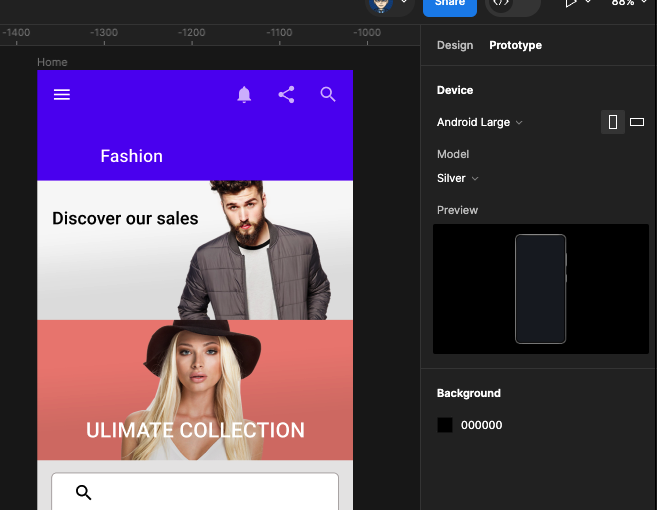 Share
88%
-1400 -1300 -1200 -1100 -1000
Design Prototype
Home
Device
Android Large
Fashion
Model
Silver
Discover our sales
Preview
Background
000000
ULIMATE COLLECTION